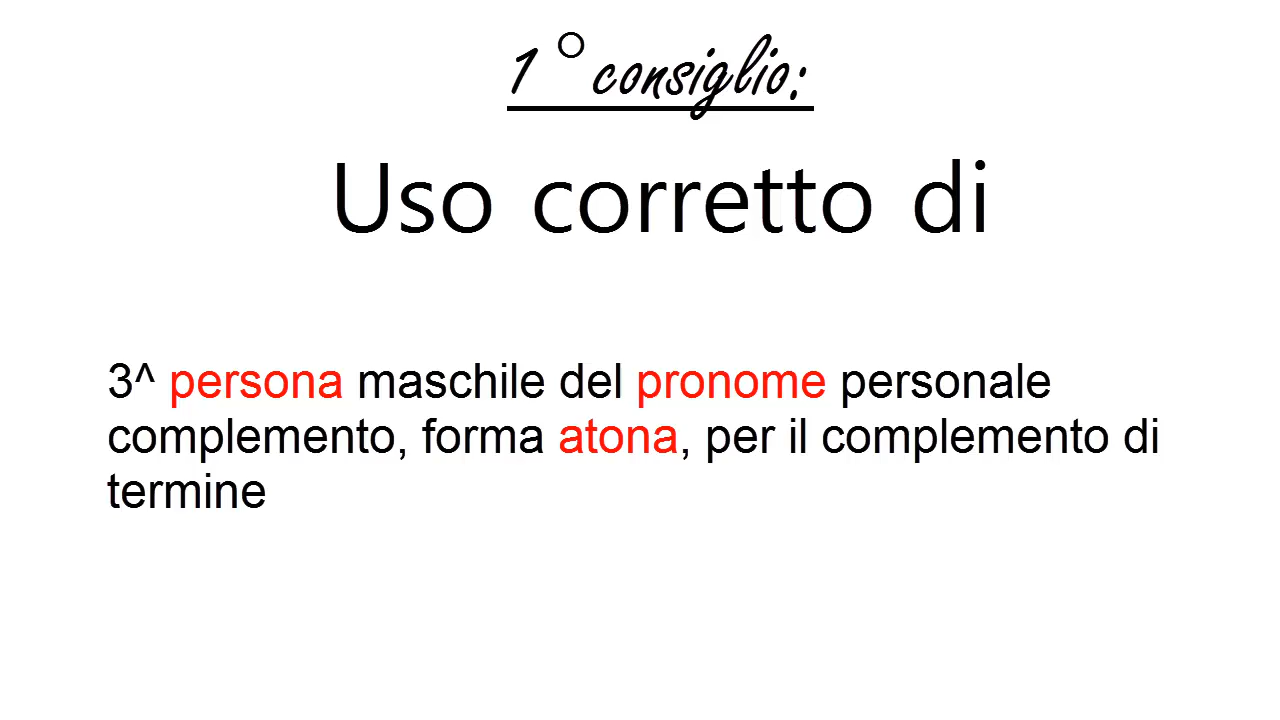 1° consiglio:
Uso corretto di
3^ persona maschile del pronome personale
complemento, forma atona, per il complemento di
termine